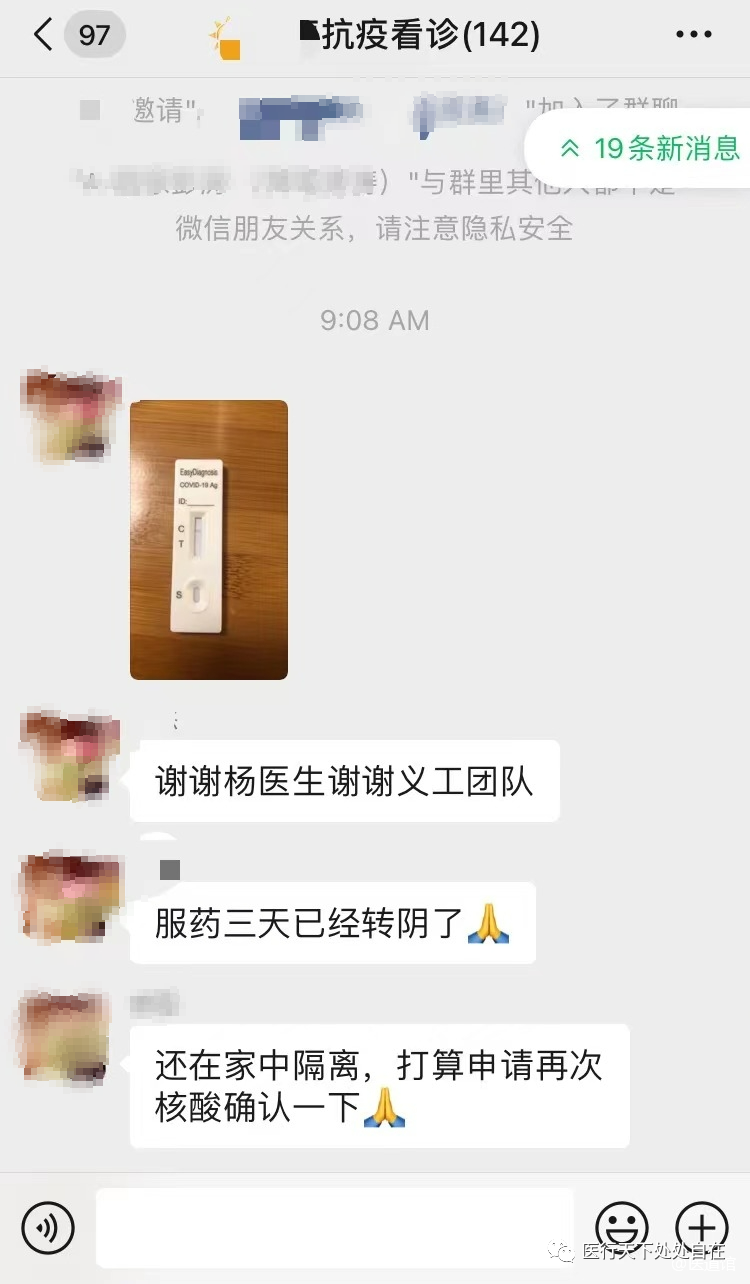 97
抗疫看诊(142)
邀请"
"加入了群聊
19条新消息
"与群里其他人都不是
微信朋友关系，请注意隐私安全
9:08 AM
EasyDiagnosis
COVID-19 Ag
ID:
C
T
S
谢谢杨医生谢谢义工团队
服药三天已经转阴了🙏
还在家中隔离，打算申请再次
核酸确认一下🙏
医行天下处处自在